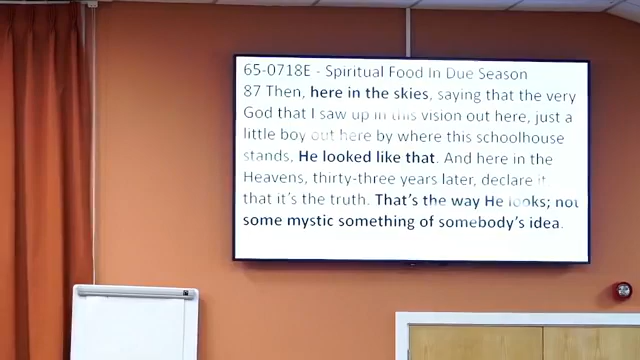 65-0718E - Spiritual Food In Due Season
87 Then, here in the skies, saying that the very
God that I saw up in this vision out here, just a
little boy out here by where this schoolhouse
stands, He looked like that. And here in the
Heavens, thirty-three years later, declare it
that it's the truth. That's the way He looks; not
some mystic something of somebody's idea.